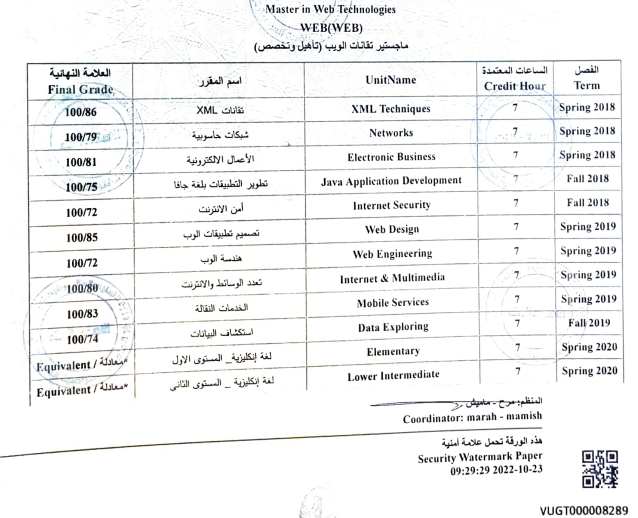 Master in Web Technologies
WEB(WEB)
ماجستير تقانات الويب (تأهيل وتخصص)
العلامة النهائية Final Grade اسم المقرر UnitName الساعات المعتمدة Credit Hour الفصل Term
100/86 تقانات XML XML Techniques 7 Spring 2018
100/79 شبكات حاسوبية Networks 7 Spring 2018
100/81 الأعمال الالكترونية Electronic Business 7 Spring 2018
100/75 تطوير التطبيقات بلغة جافا Java Application Development 7 Fall 2018
100/72 أمن الانترنت Internet Security 7 Fall 2018
100/85 تصميم تطبيقات الوب Web Design 7 Spring 2019
100/72 هندسة الوب Web Engineering 7 Spring 2019
100/80 تعدد الوسائط والانترنت Internet & Multimedia 7 Spring 2019
100/83 الخدمات النقالة Mobile Services 7 Spring 2019
100/74 استكشاف البيانات Data Exploring 7 Fall 2019
Equivalent / معادلة* لغة إنكليزية_ المستوى الاول Elementary 7 Spring 2020
Equivalent / معادلة* لغة إنكليزية _ المستوى الثاني Lower Intermediate 7 Spring 2020
المنظم: مرح - ماميش
Coordinator: marah - mamish
هذه الورقة تحمل علامة أمنية
Security Watermark Paper
09:29:29 2022-10-23
VUGT000008289